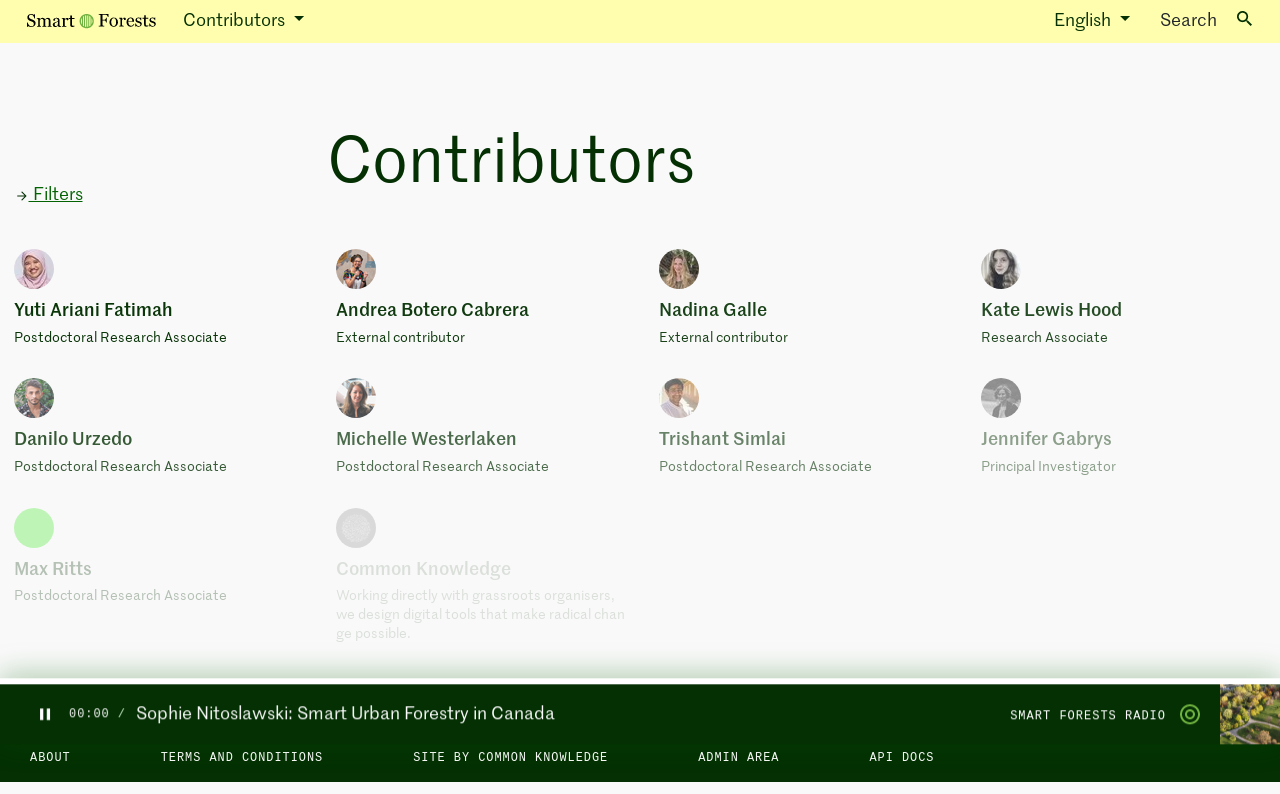 Smart Forests
Contributors
English
Search
Contributors
Filters
Yuti Ariani Fatimah
Postdoctoral Research Associate
Andrea Botero Cabrera
External contributor
Nadina Galle
External contributor
Kate Lewis Hood
Research Associate
Danilo Urzedo
Postdoctoral Research Associate
Michelle Westerlaken
Postdoctoral Research Associate
Trishant Simlai
Postdoctoral Research Associate
Jennifer Gabrys
Principal Investigator
Max Ritts
Postdoctoral Research Associate
Common Knowledge
Working directly with grassroots organisers,
we design digital tools that make radical chan
ge possible.
00:00 /
Sophie Nitoslawski: Smart Urban Forestry in Canada
SMART FORESTS RADIO
ABOUT
TERMS AND CONDITIONS
SITE BY COMMON KNOWLEDGE
ADMIN AREA
API DOCS